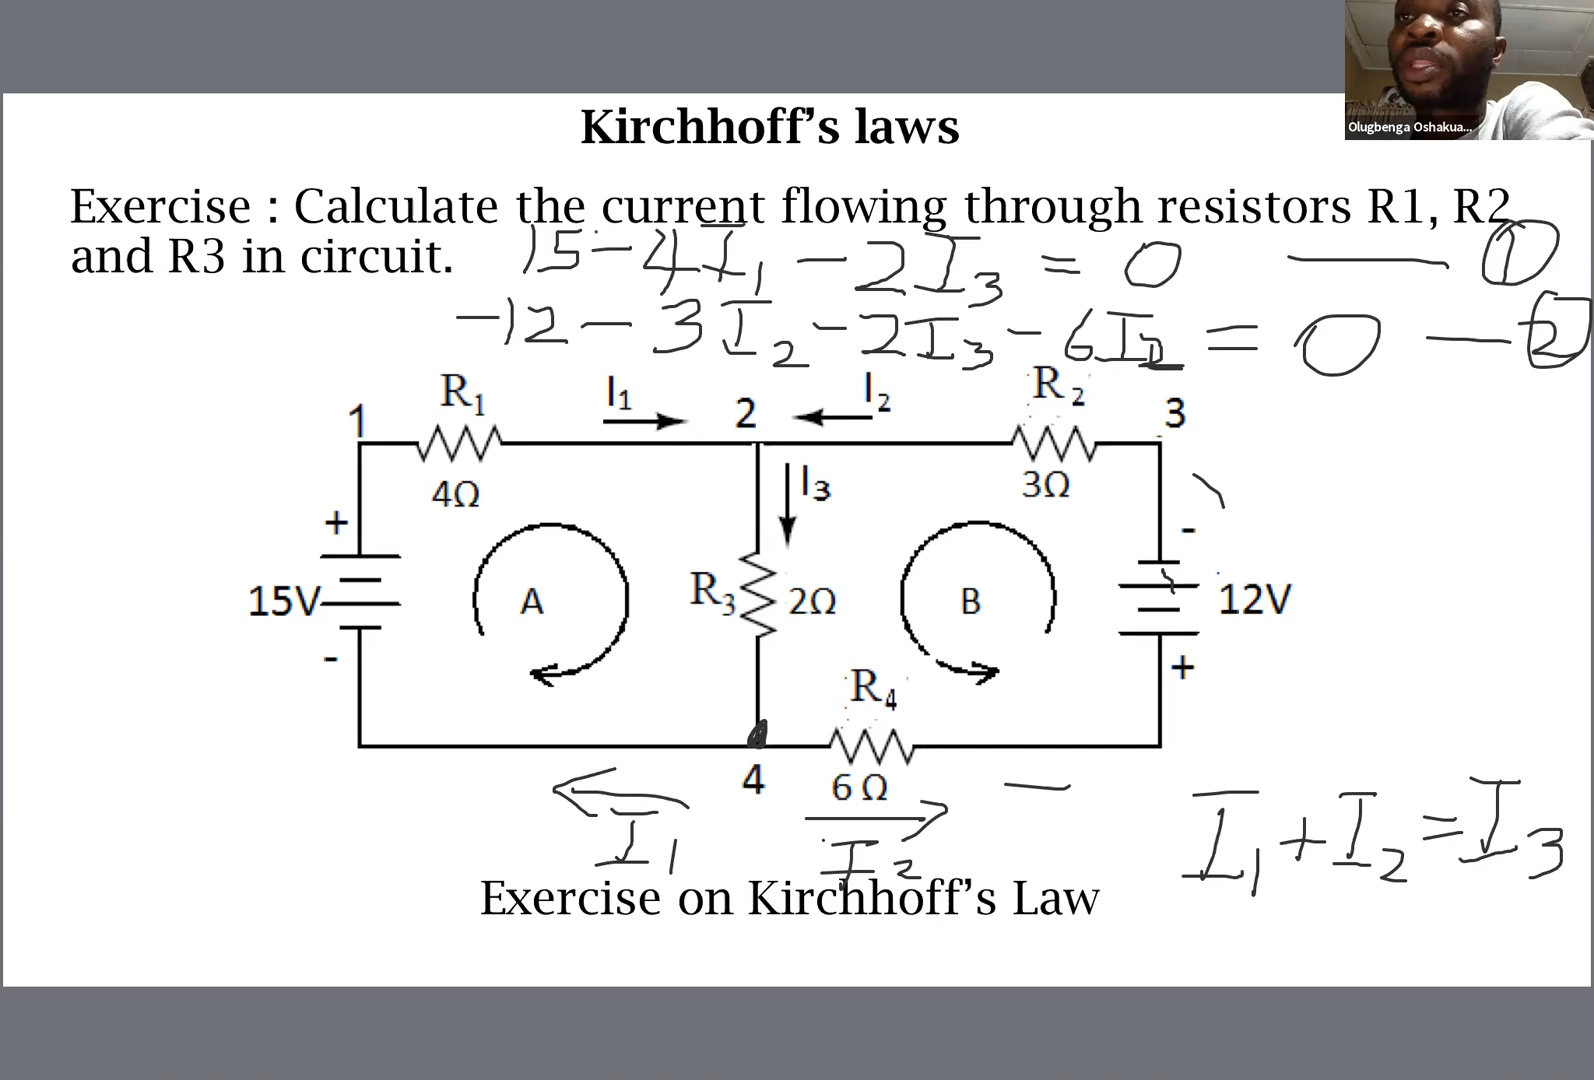 Olugbenga Oshakua...
Kirchhoff's laws
Exercise : Calculate the current flowing through resistors R1, R2
and R3 in circuit.
15 - 4I₁ - 2I₃ = 0 — ①
-12 - 3I₂ - 2I₃ - 6I₂ = 0 — 2
R₁ I₁ I₂ R₂
1 2 3
4Ω I₃ 3Ω
+ -
15V A R₃ 2Ω B 12V
- +
R₄
4 6Ω -
I₁ I₂ I₁ + I₂ = I₃
Exercise on Kirchhoff's Law